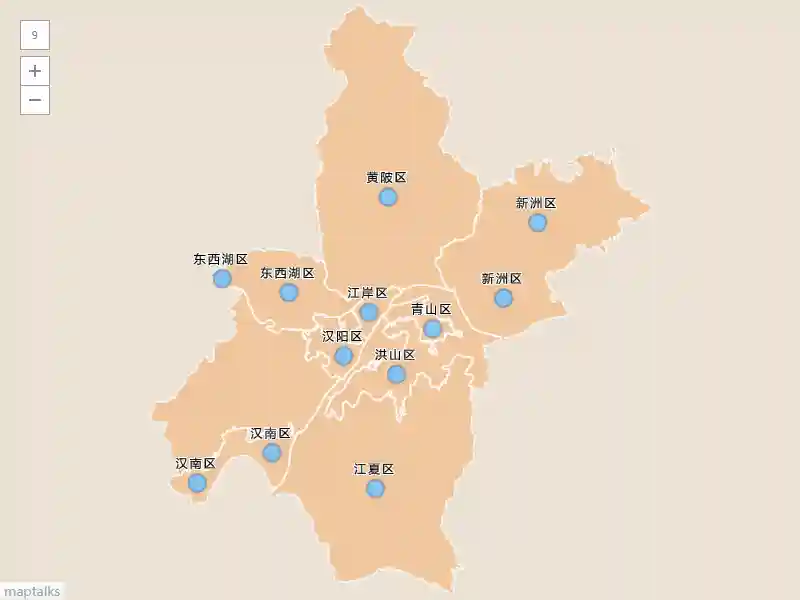 9
+
−
黄陂区
新洲区
东西湖区
东西湖区
新洲区
江岸区
青山区
汉阳区
洪山区
汉南区
汉南区
江夏区
maptalks